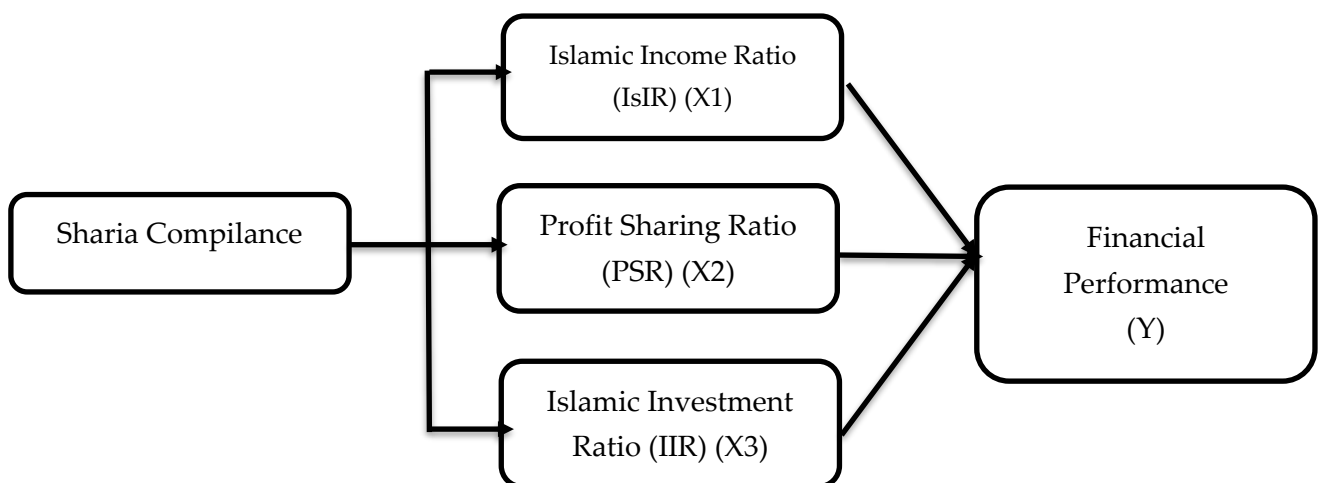 Islamic Income Ratio
(IsIR) (X1)
Sharia Compilance
Profit Sharing Ratio
(PSR) (X2)
Financial
Performance
(Y)
Islamic Investment
Ratio (IIR) (X3)